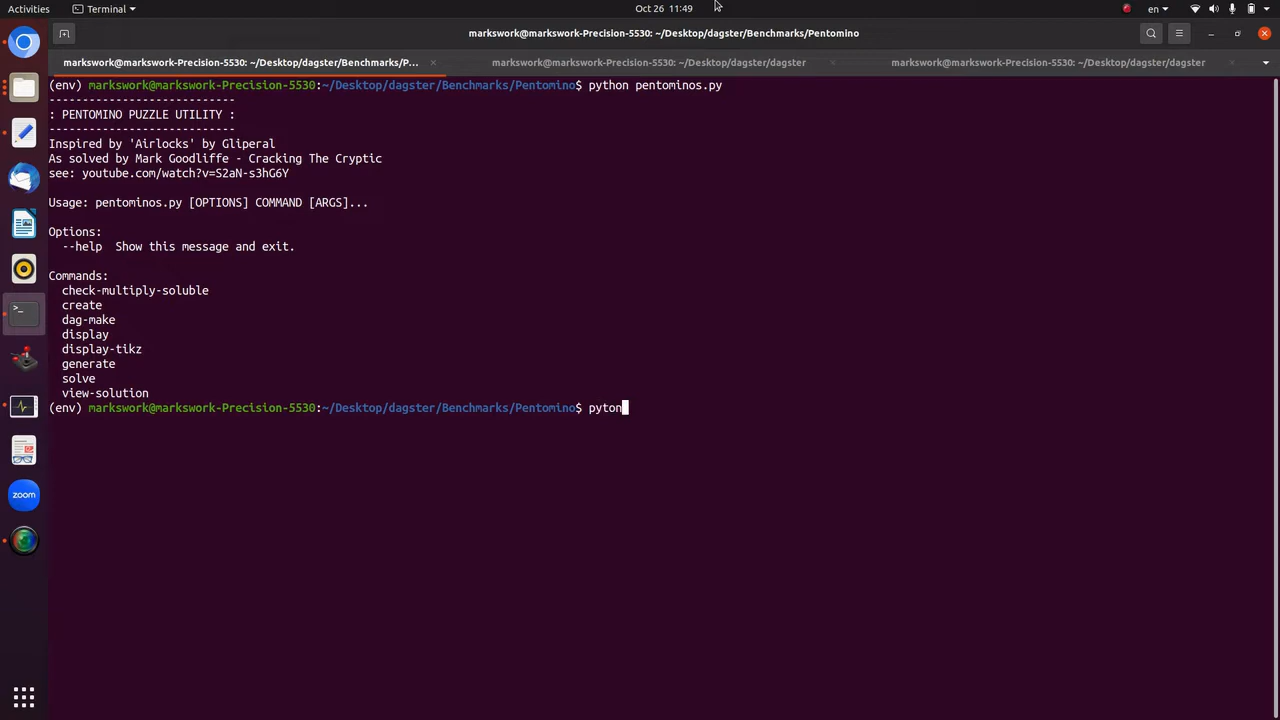 Activities
Terminal
Oct 26 11:49
en
markswork@markswork-Precision-5530: ~/Desktop/dagster/Benchmarks/Pentomino
markswork@markswork-Precision-5530: ~/Desktop/dagster/Benchmarks/P...
markswork@markswork-Precision-5530: ~/Desktop/dagster/dagster
markswork@markswork-Precision-5530: ~/Desktop/dagster/dagster
(env) markswork@markswork-Precision-5530:~/Desktop/dagster/Benchmarks/Pentomino$ python pentominos.py
----------------------------
: PENTOMINO PUZZLE UTILITY :
----------------------------
Inspired by 'Airlocks' by Gliperal
As solved by Mark Goodliffe - Cracking The Cryptic
see: youtube.com/watch?v=S2aN-s3hG6Y
Usage: pentominos.py [OPTIONS] COMMAND [ARGS]...
Options:
--help  Show this message and exit.
Commands:
check-multiply-soluble
create
dag-make
display
display-tikz
generate
solve
view-solution
(env) markswork@markswork-Precision-5530:~/Desktop/dagster/Benchmarks/Pentomino$ pyton
zoom